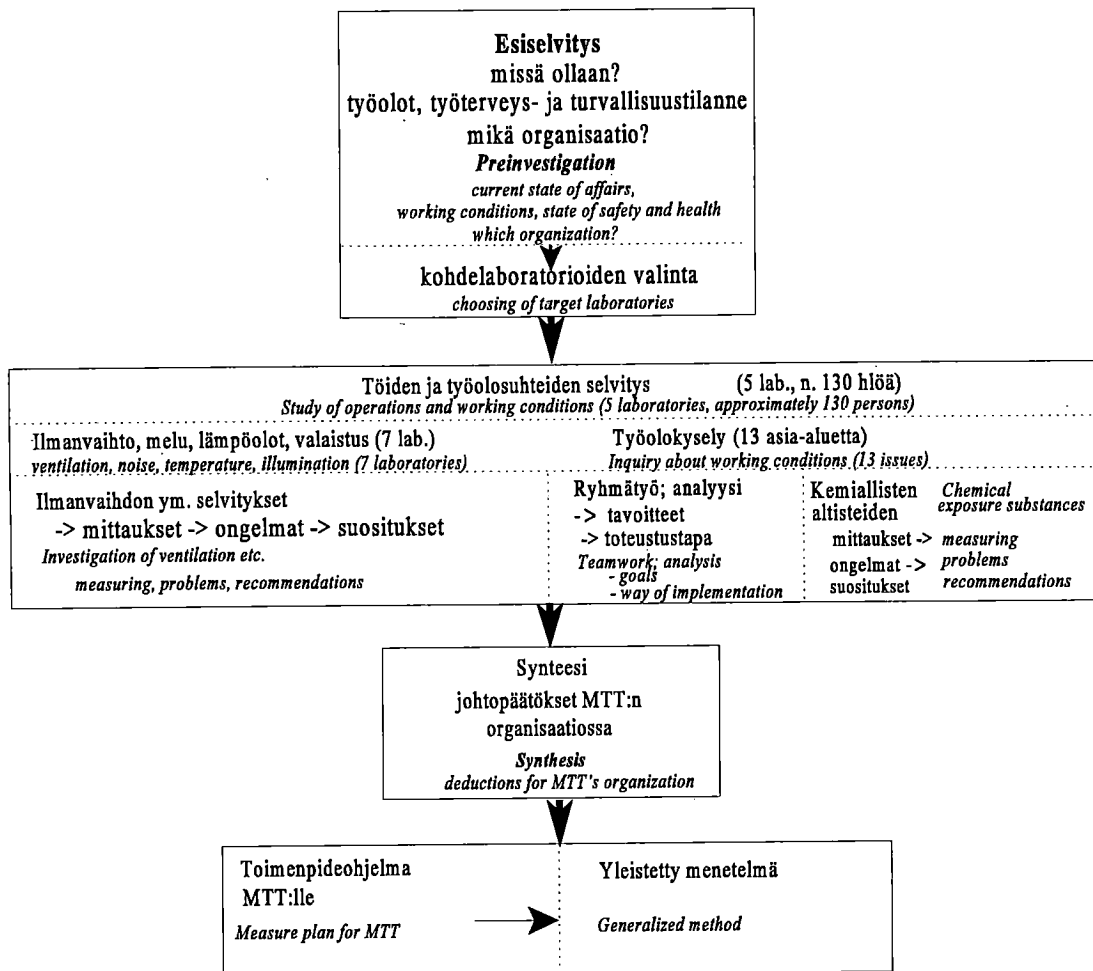 Esiselvitys
missä ollaan?
työolot, työterveys- ja turvallisuustilanne
mikä organisaatio?
Preinvestigation
current state of affairs,
working conditions, state of safety and health
which organization?
kohdelaboratorioiden valinta
choosing of target laboratories
Töiden ja työolosuhteiden selvitys (5 lab., n. 130 hlöä)
Study of operations and working conditions (5 laboratories, approximately 130 persons)
Ilmanvaihto, melu, lämpöolot, valaistus (7 lab.)
ventilation, noise, temperature, illumination (7 laboratories)
Työolokysely (13 asia-aluetta)
Inquiry about working conditions (13 issues)
Ilmanvaihdon ym. selvitykset
-> mittaukset -> ongelmat -> suositukset
Investigation of ventilation etc.
measuring, problems, recommendations
Ryhmätyö; analyysi
-> tavoitteet
-> toteustustapa
Teamwork; analysis
- goals
- way of implementation
Kemiallisten
altisteiden
mittaukset ->
ongelmat ->
suositukset
Chemical
exposure substances
measuring
problems
recommendations
Synteesi
johtopäätökset MTT:n
organisaatiossa
Synthesis
deductions for MTT's organization
Toimenpideohjelma
MTT:lle
Measure plan for MTT
Yleistetty menetelmä
Generalized method